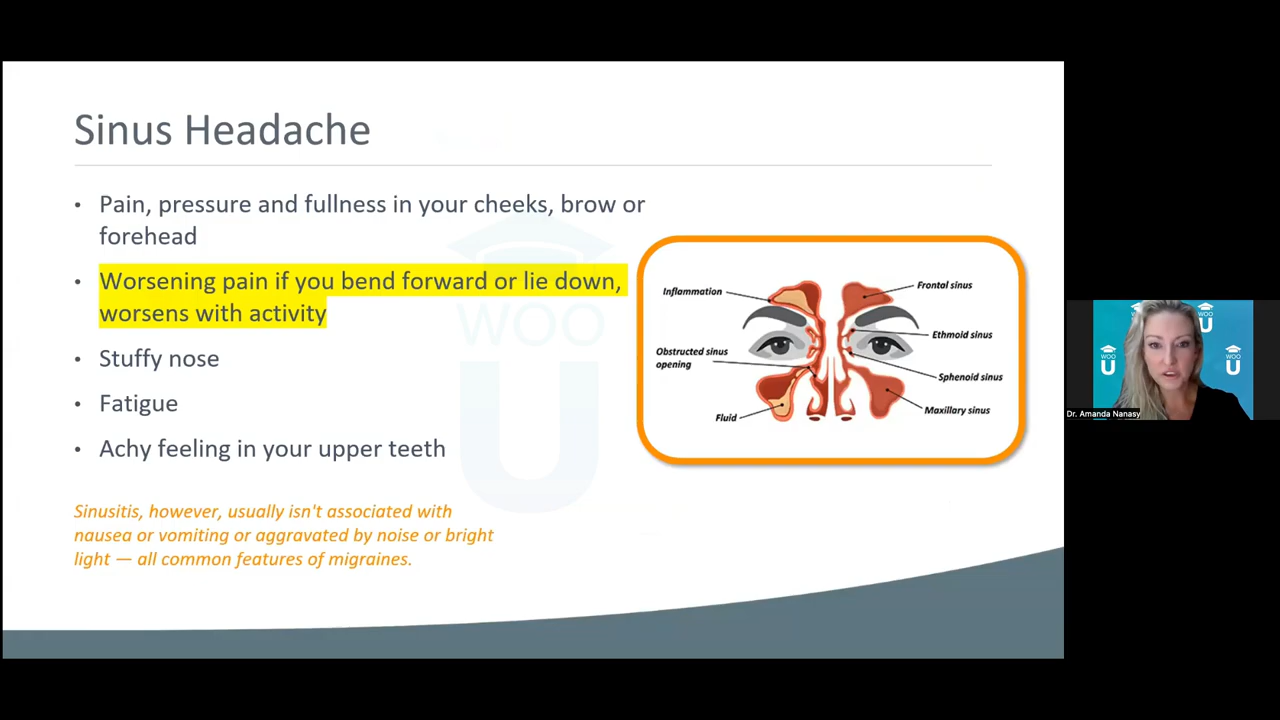 Sinus Headache
• Pain, pressure and fullness in your cheeks, brow or
forehead
• Worsening pain if you bend forward or lie down,
worsens with activity
• Stuffy nose
• Fatigue
• Achy feeling in your upper teeth
Sinusitis, however, usually isn't associated with
nausea or vomiting or aggravated by noise or bright
light — all common features of migraines.
WOO
U
Inflammation
Obstructed sinus
opening
Fluid
Frontal sinus
Ethmoid sinus
Sphenoid sinus
Maxillary sinus
WOO
U
WOO
U
U
Dr. Amanda Nanasy